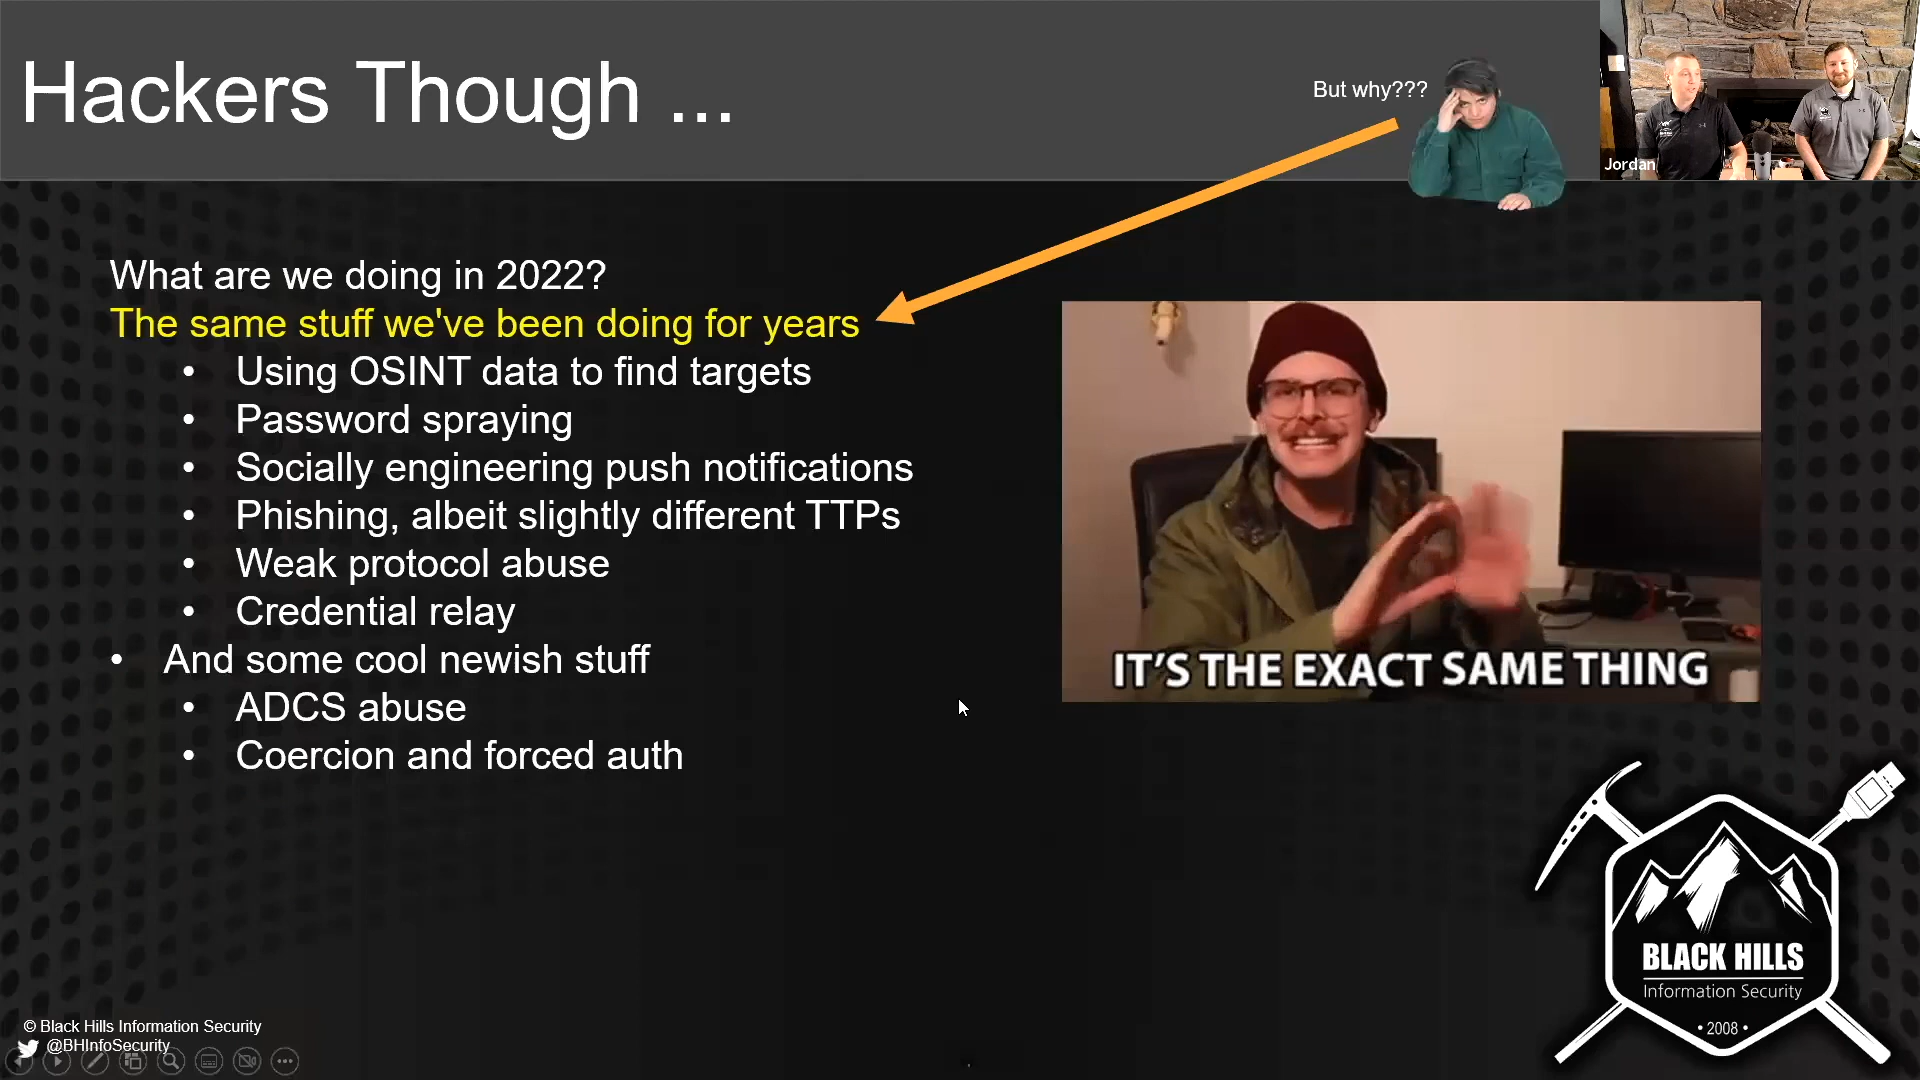 Hackers Though ...
But why???
Jordan
What are we doing in 2022?
The same stuff we've been doing for years
• Using OSINT data to find targets
• Password spraying
• Socially engineering push notifications
• Phishing, albeit slightly different TTPs
• Weak protocol abuse
• Credential relay
• And some cool newish stuff
• ADCS abuse
• Coercion and forced auth
IT'S THE EXACT SAME THING
BLACK HILLS
Information Security
• 2008 •
© Black Hills Information Security
@BHInfoSecurity